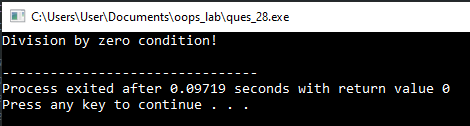 C:\Users\User\Documents\oops_lab\ques_28.exe
Division by zero condition!
--------------------------------
Process exited after 0.09719 seconds with return value 0
Press any key to continue . . .